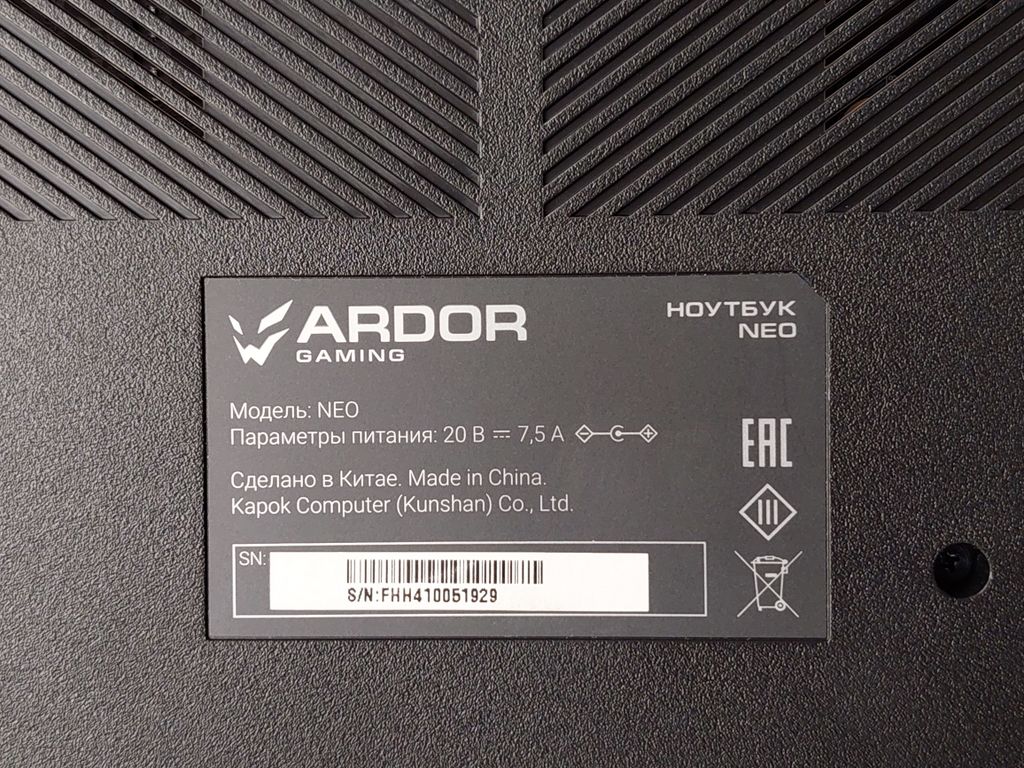 ARDOR
GAMING
НОУТБУК
NEO
Модель: NEO
Параметры питания: 20 В ⎓ 7,5 А
Сделано в Китае. Made in China.
Kapok Computer (Kunshan) Co., Ltd.
EAC
III
SN:
S/N:FHH410051929